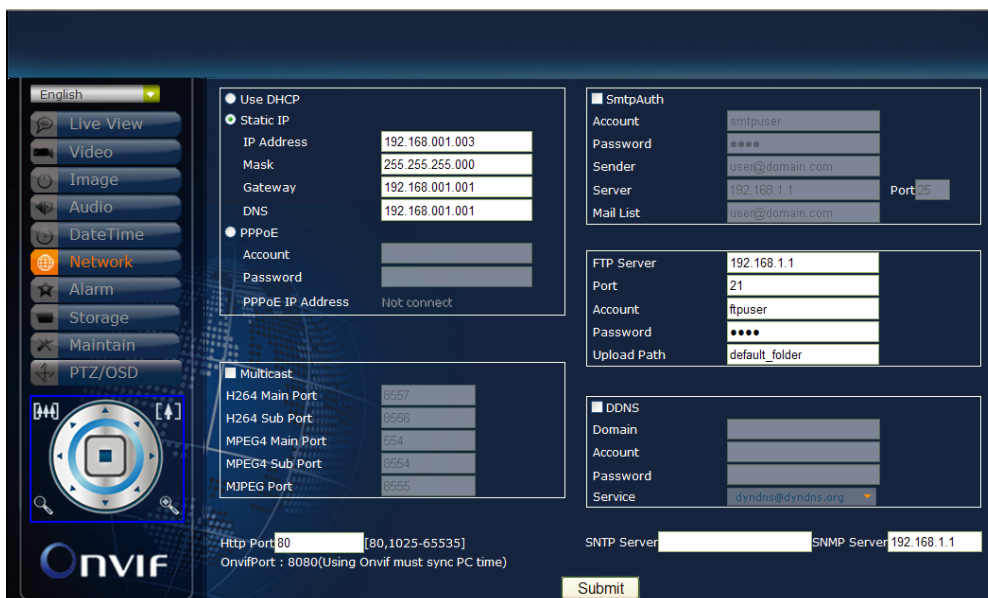 English
Live View
Video
Image
Audio
DateTime
Network
Alarm
Storage
Maintain
PTZ/OSD
Onvif
Use DHCP
Static IP
IP Address 192.168.001.003
Mask 255.255.255.000
Gateway 192.168.001.001
DNS 192.168.001.001
PPPoE
Account
Password
PPPoE IP Address Not connect
Multicast
H264 Main Port 8557
H264 Sub Port 8556
MPEG4 Main Port 554
MPEG4 Sub Port 8554
MJPEG Port 8555
Http Port 80 [80,1025-65535]
OnvifPort : 8080(Using Onvif must sync PC time)
SmtpAuth
Account smtpuser
Password ●●●●
Sender user@domain.com
Server 192.168.1.1 Port 25
Mail List user@domain.com
FTP Server 192.168.1.1
Port 21
Account ftpuser
Password ●●●●
Upload Path default_folder
DDNS
Domain
Account
Password
Service dyndns@dyndns.org
SNTP Server SNMP Server 192.168.1.1
Submit